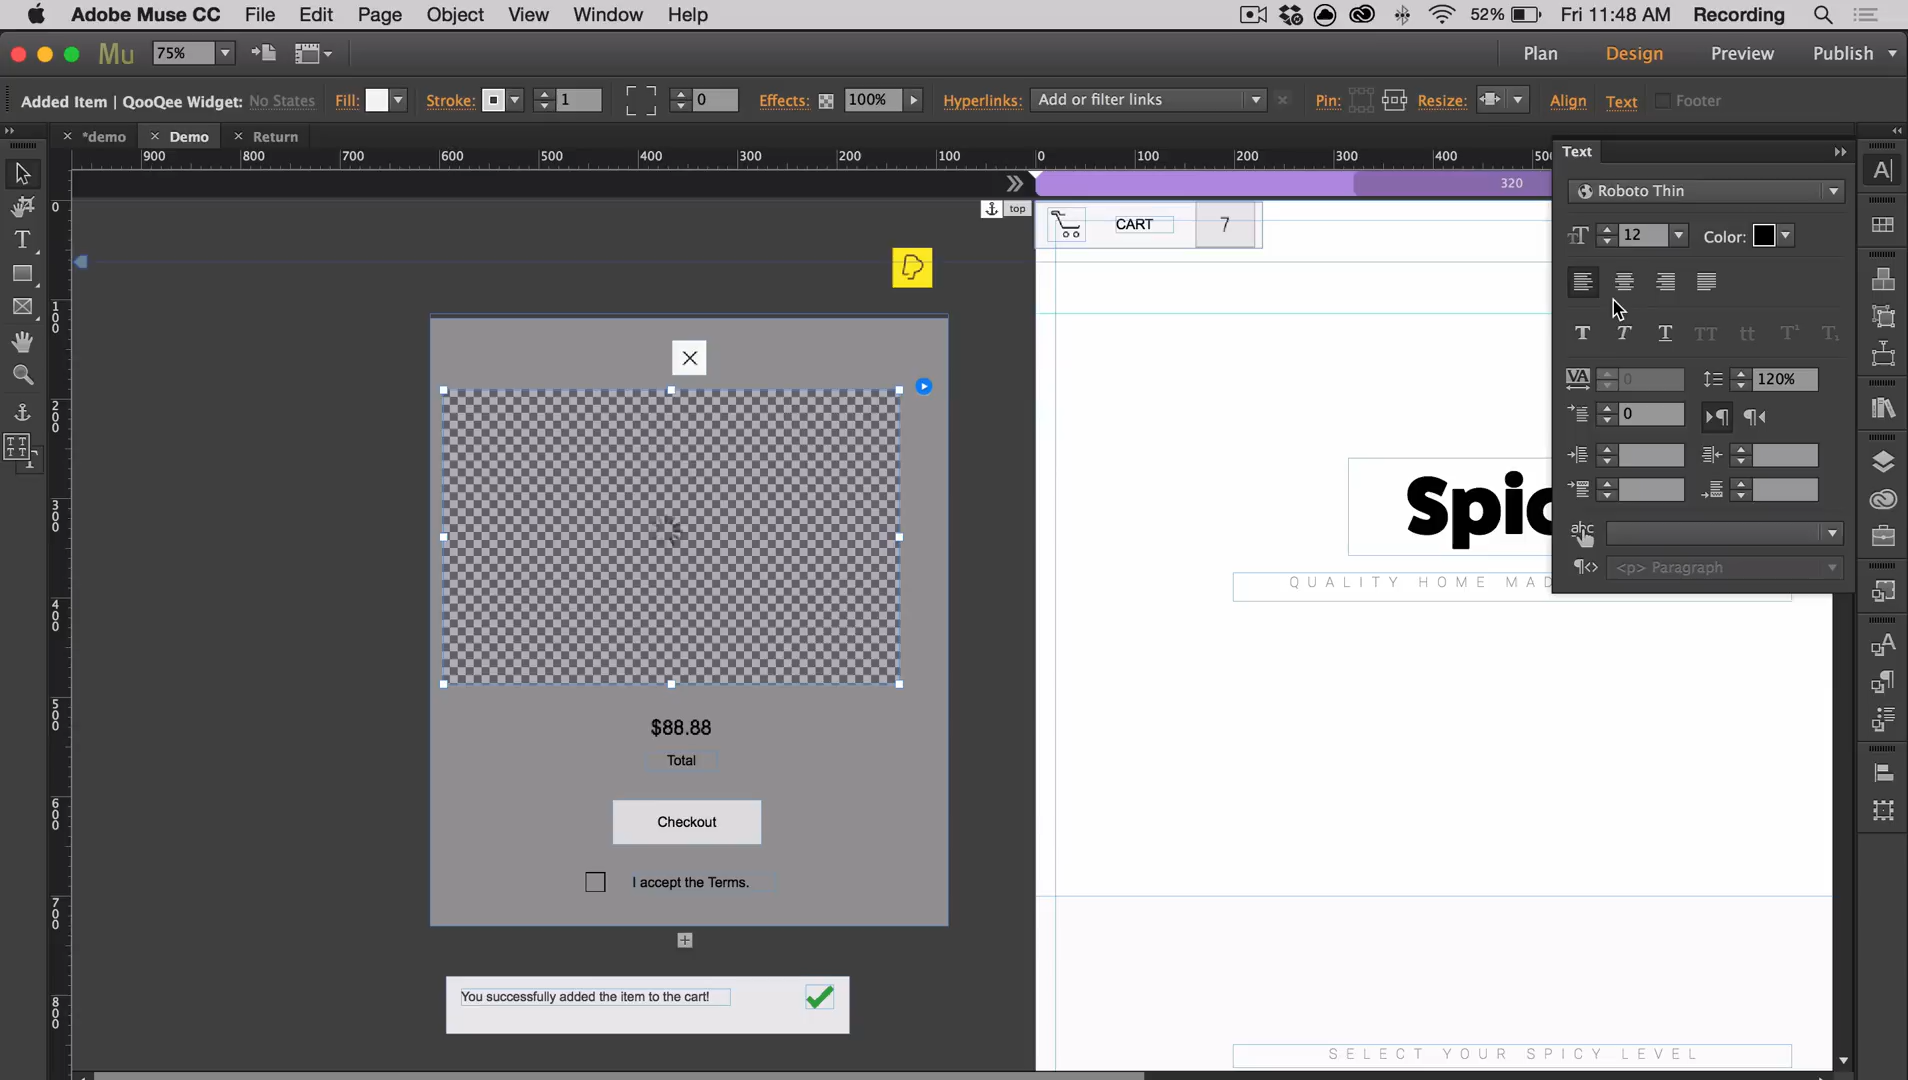 Adobe Muse CC File Edit Page Object View Window Help 52% Fri 11:48 AM Recording
Mu 75% Plan Design Preview Publish
Added Item | QooQee Widget: No States Fill: Stroke: 1 0 Effects: 100% Hyperlinks: Add or filter links Pin: Resize: Align Text Footer
*demo Demo Return
900 800 700 600 500 400 300 200 100 0 100 200 300 400
320
top
CART 7
Text
Roboto Thin
12 Color:
T T T TT tt T¹ T₁
VA 0 120%
0
abc
<p> Paragraph
0
100
200
300
400
500
600
700
800
Spic
QUALITY HOME MAD
$88.88
Total
Checkout
I accept the Terms.
You successfully added the item to the cart!
SELECT YOUR SPICY LEVEL